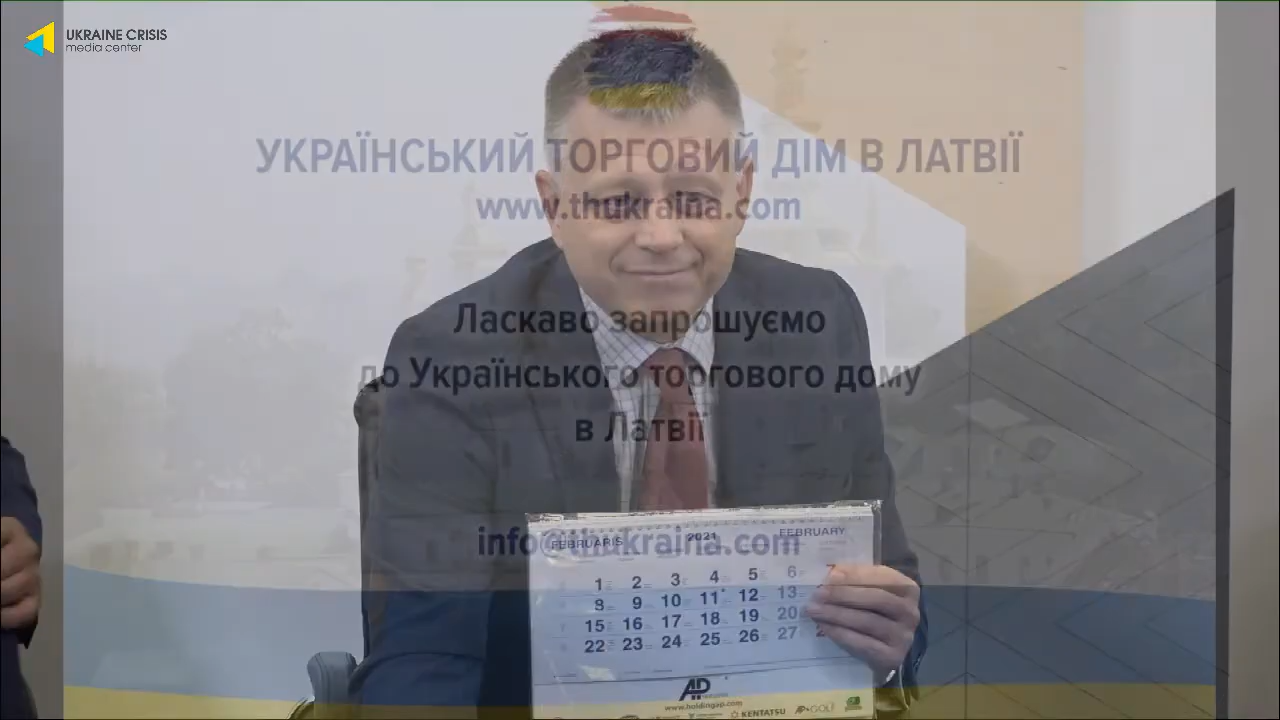 UKRAINE CRISIS
media center
УКРАЇНСЬКИЙ ТОРГОВИЙ ДІМ В ЛАТВІЇ
www.thukraina.com
Ласкаво запрошуємо
до Українського торгового дому
в Латвії
info@thukraina.com
FEBRUARIS 2021 FEBRUARY
1 2 3 4 5 6 7
8 9 10 11 12 13
15 16 17 18 19 20
22 23 24 25 26 27
AP
www.holdingap.com
KENTATSU